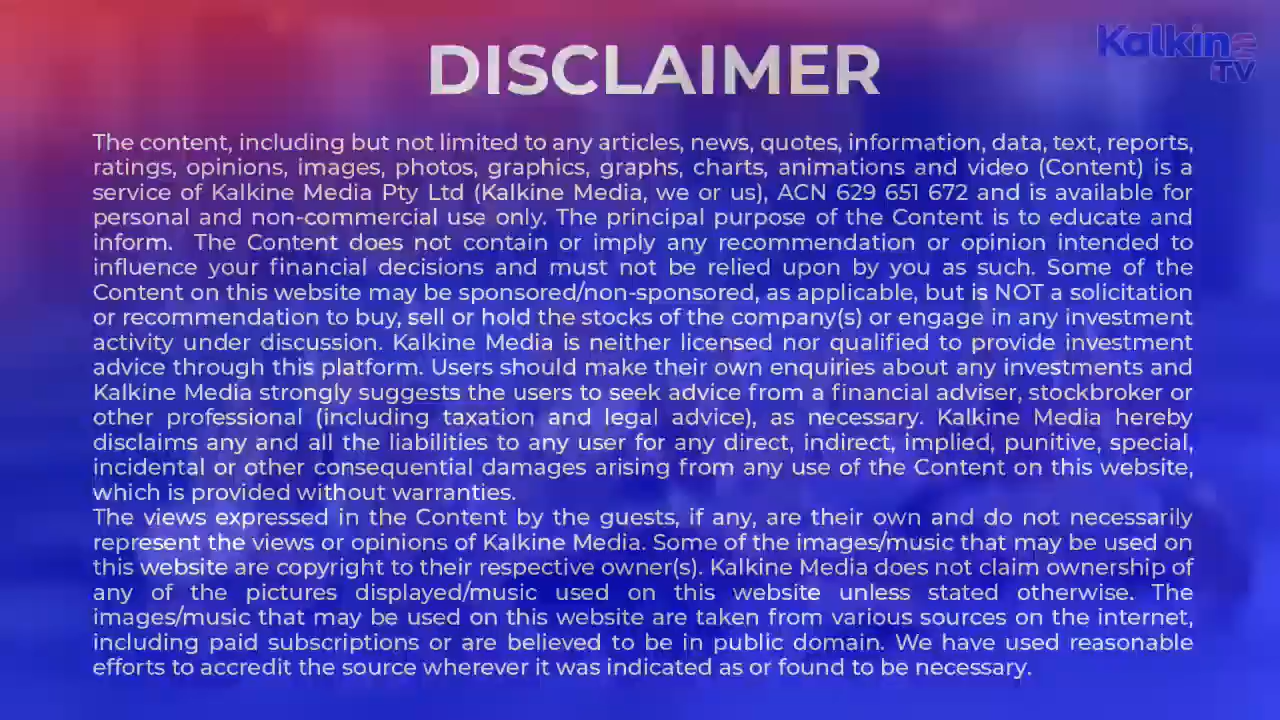 Kalkine
TV
DISCLAIMER
The content, including but not limited to any articles, news, quotes, information, data, text, reports,
ratings, opinions, images, photos, graphics, graphs, charts, animations and video (Content) is a
service of Kalkine Media Pty Ltd (Kalkine Media, we or us), ACN 629 651 672 and is available for
personal and non-commercial use only. The principal purpose of the Content is to educate and
inform. The Content does not contain or imply any recommendation or opinion intended to
influence your financial decisions and must not be relied upon by you as such. Some of the
Content on this website may be sponsored/non-sponsored, as applicable, but is NOT a solicitation
or recommendation to buy, sell or hold the stocks of the company(s) or engage in any investment
activity under discussion. Kalkine Media is neither licensed nor qualified to provide investment
advice through this platform. Users should make their own enquiries about any investments and
Kalkine Media strongly suggests the users to seek advice from a financial adviser, stockbroker or
other professional (including taxation and legal advice), as necessary. Kalkine Media hereby
disclaims any and all the liabilities to any user for any direct, indirect, implied, punitive, special,
incidental or other consequential damages arising from any use of the Content on this website,
which is provided without warranties.
The views expressed in the Content by the guests, if any, are their own and do not necessarily
represent the views or opinions of Kalkine Media. Some of the images/music that may be used on
this website are copyright to their respective owner(s). Kalkine Media does not claim ownership of
any of the pictures displayed/music used on this website unless stated otherwise. The
images/music that may be used on this website are taken from various sources on the internet,
including paid subscriptions or are believed to be in public domain. We have used reasonable
efforts to accredit the source wherever it was indicated as or found to be necessary.